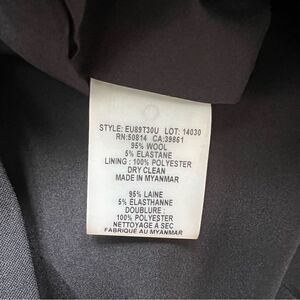 STYLE: EU89T30U LOT: 14030
RN:50814 CA:39861
95% WOOL
5% ELASTANE
LINING : 100% POLYESTER
DRY CLEAN
MADE IN MYANMAR
95% LAINE
5% ELASTHANNE
DOUBLURE :
100% POLYESTER
NETTOYAGE À SEC
FABRIQUÉ AU MYANMAR